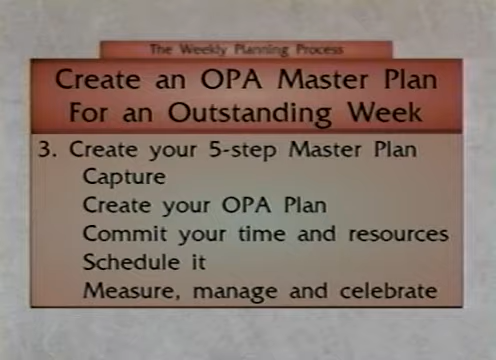 The Weekly Planning Process
Create an OPA Master Plan
For an Outstanding Week
3. Create your 5-step Master Plan
Capture
Create your OPA Plan
Commit your time and resources
Schedule it
Measure, manage and celebrate